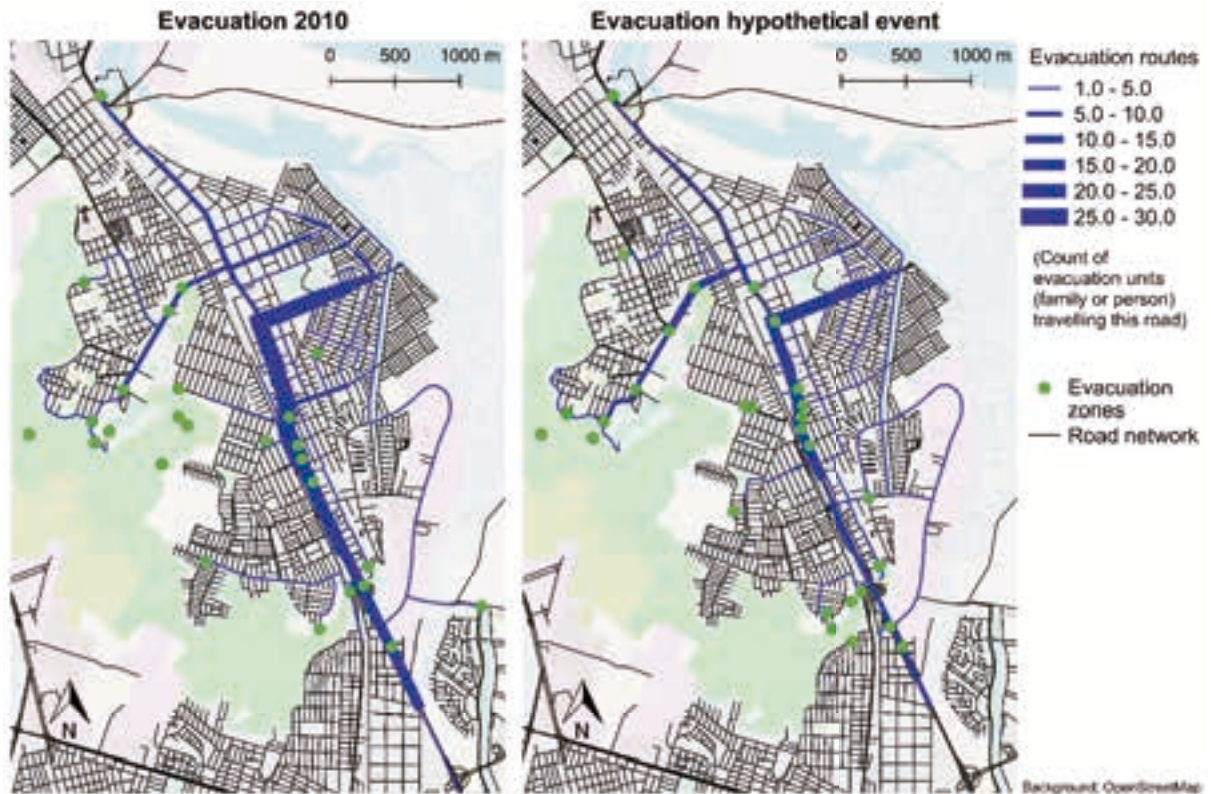 Evacuation 2010
Evacuation hypothetical event
0 500 1000 m
0 500 1000 m
Evacuation routes
1.0 - 5.0
5.0 - 10.0
10.0 - 15.0
15.0 - 20.0
20.0 - 25.0
25.0 - 30.0
(Count of
evacuation units
(family or person)
travelling this road)
Evacuation
zones
Road network
N
N
Background: OpenStreetMap